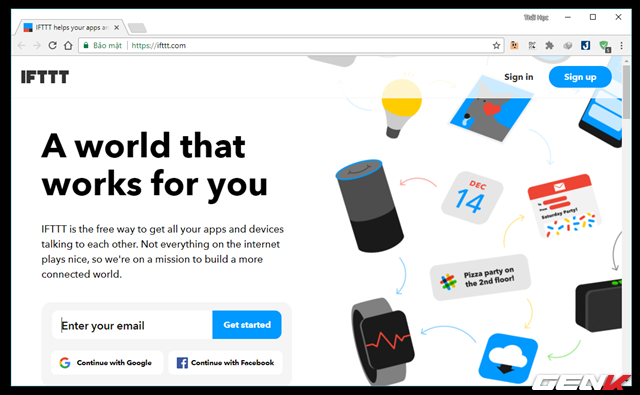 IFTTT helps your apps an
Bảo mật
https://ifttt.com
IFTTT
Sign in
Sign up
A world that
works for you
IFTTT is the free way to get all your apps and devices
talking to each other. Not everything on the internet
plays nice, so we're on a mission to build a more
connected world.
Enter your email
Get started
Continue with Google
Continue with Facebook
DEC
14
Saturday Party!
Pizza party on
the 2nd floor!
GENK